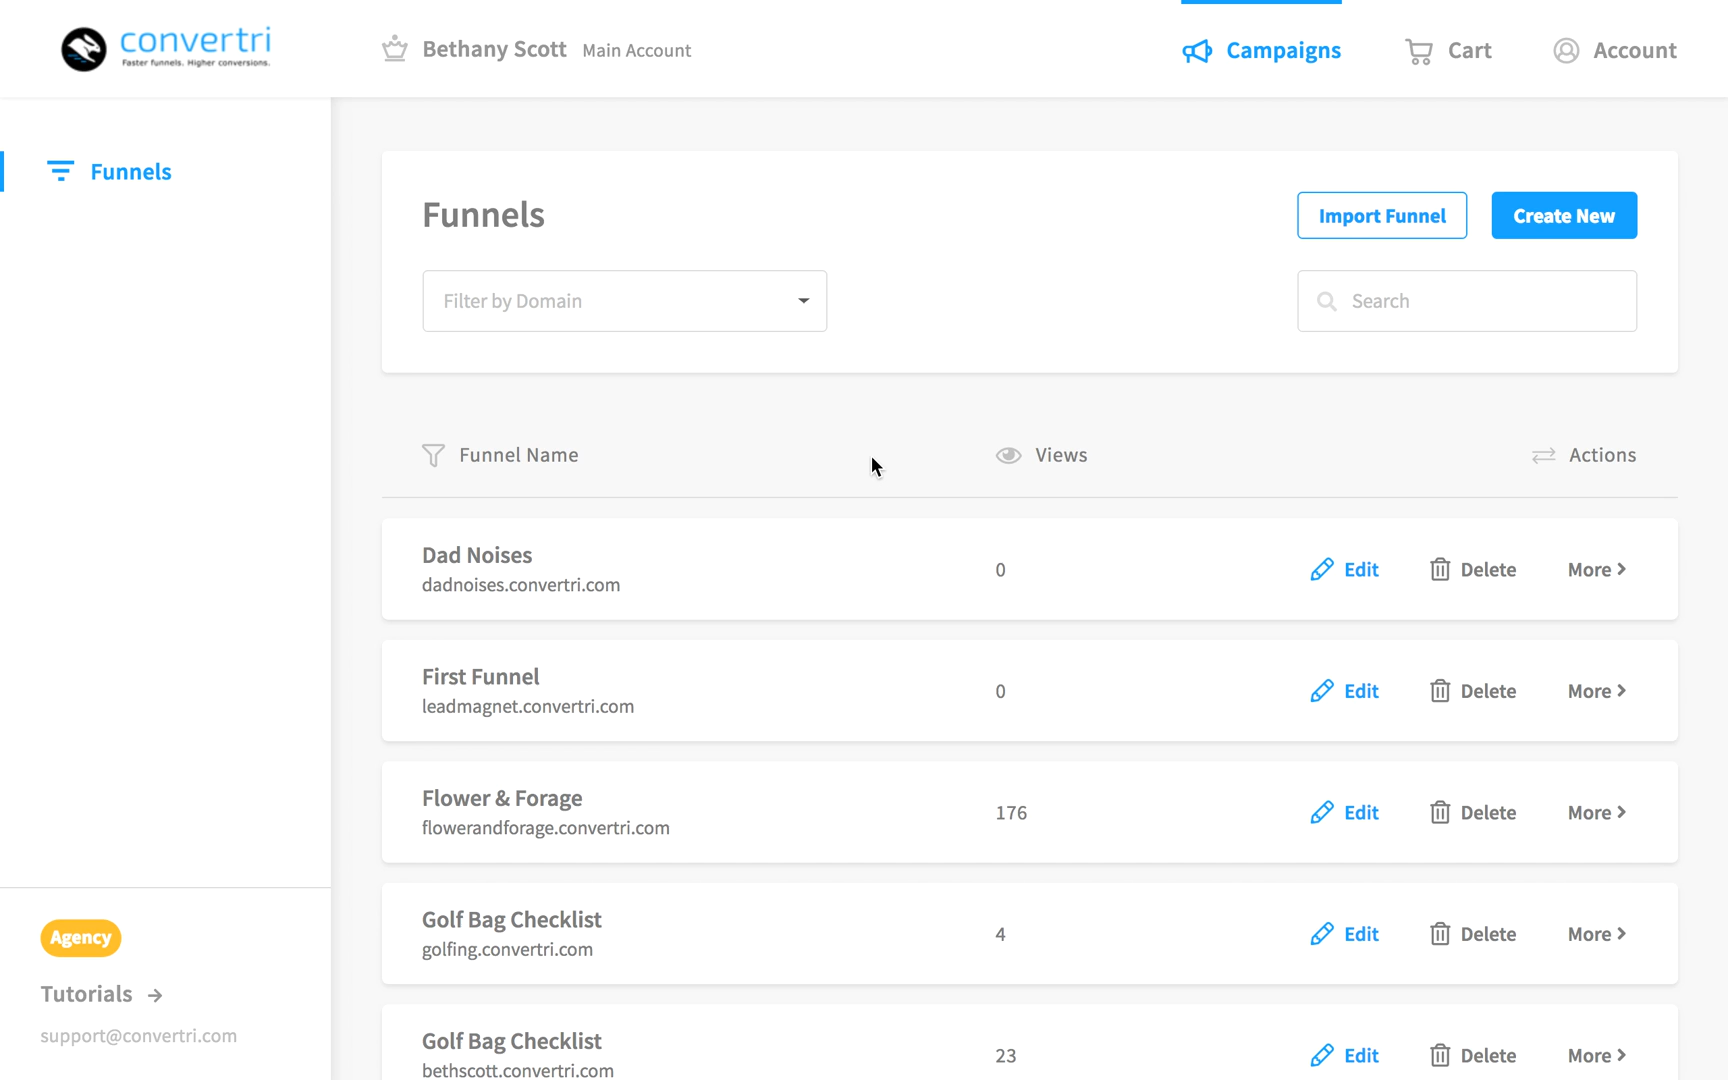 convertri
Faster funnels. Higher conversions.
Bethany Scott Main Account
Campaigns
Cart
Account
Funnels
Funnels
Import Funnel
Create New
Filter by Domain
Search
Funnel Name
Views
Actions
Dad Noises
dadnoises.convertri.com
0
Edit
Delete
More
First Funnel
leadmagnet.convertri.com
0
Edit
Delete
More
Flower & Forage
flowerandforage.convertri.com
176
Edit
Delete
More
Golf Bag Checklist
golfing.convertri.com
4
Edit
Delete
More
Golf Bag Checklist
bethscott.convertri.com
23
Edit
Delete
More
Agency
Tutorials
support@convertri.com